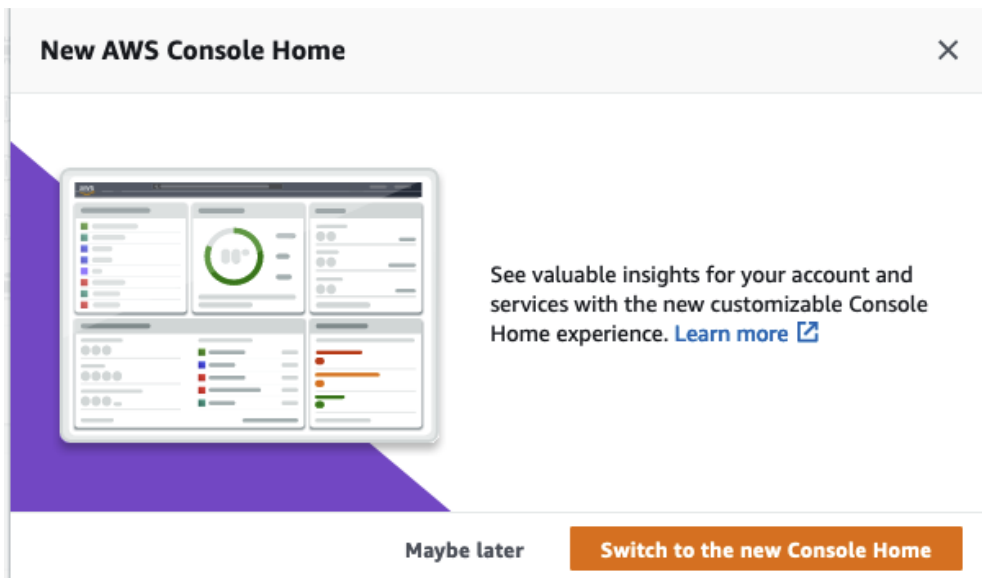 New AWS Console Home
aws
See valuable insights for your account and
services with the new customizable Console
Home experience. Learn more
Maybe later
Switch to the new Console Home